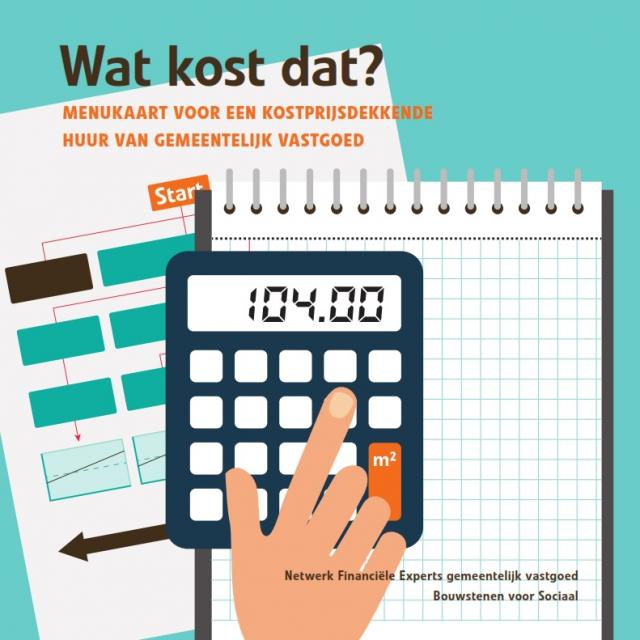 Wat kost dat?
MENUKAART VOOR EEN KOSTPRIJSDEKKENDE
HUUR VAN GEMEENTELIJK VASTGOED
Start
104.00
m²
Netwerk Financiële Experts gemeentelijk vastgoed
Bouwstenen voor Sociaal